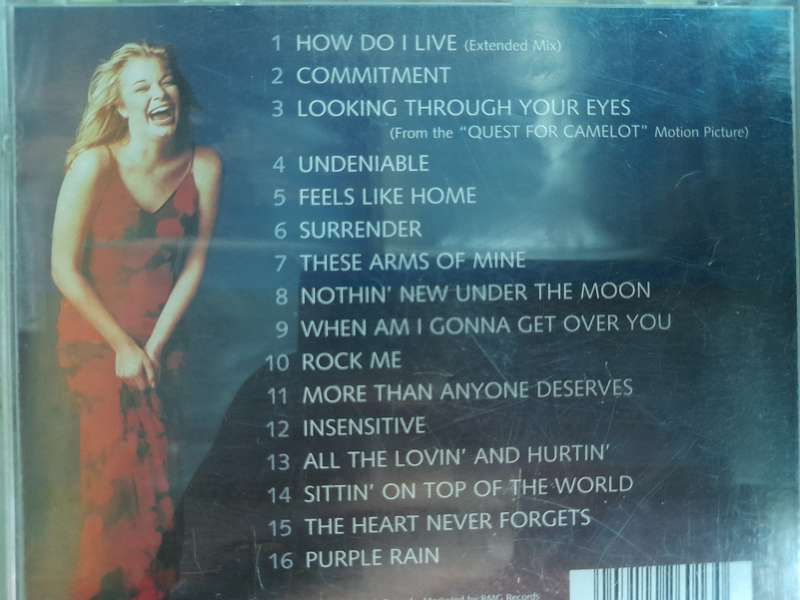 1 HOW DO I LIVE (Extended Mix)
2 COMMITMENT
3 LOOKING THROUGH YOUR EYES
(From the "QUEST FOR CAMELOT" Motion Picture)
4 UNDENIABLE
5 FEELS LIKE HOME
6 SURRENDER
7 THESE ARMS OF MINE
8 NOTHIN' NEW UNDER THE MOON
9 WHEN AM I GONNA GET OVER YOU
10 ROCK ME
11 MORE THAN ANYONE DESERVES
12 INSENSITIVE
13 ALL THE LOVIN' AND HURTIN'
14 SITTIN' ON TOP OF THE WORLD
15 THE HEART NEVER FORGETS
16 PURPLE RAIN
Marketed by BMG Records